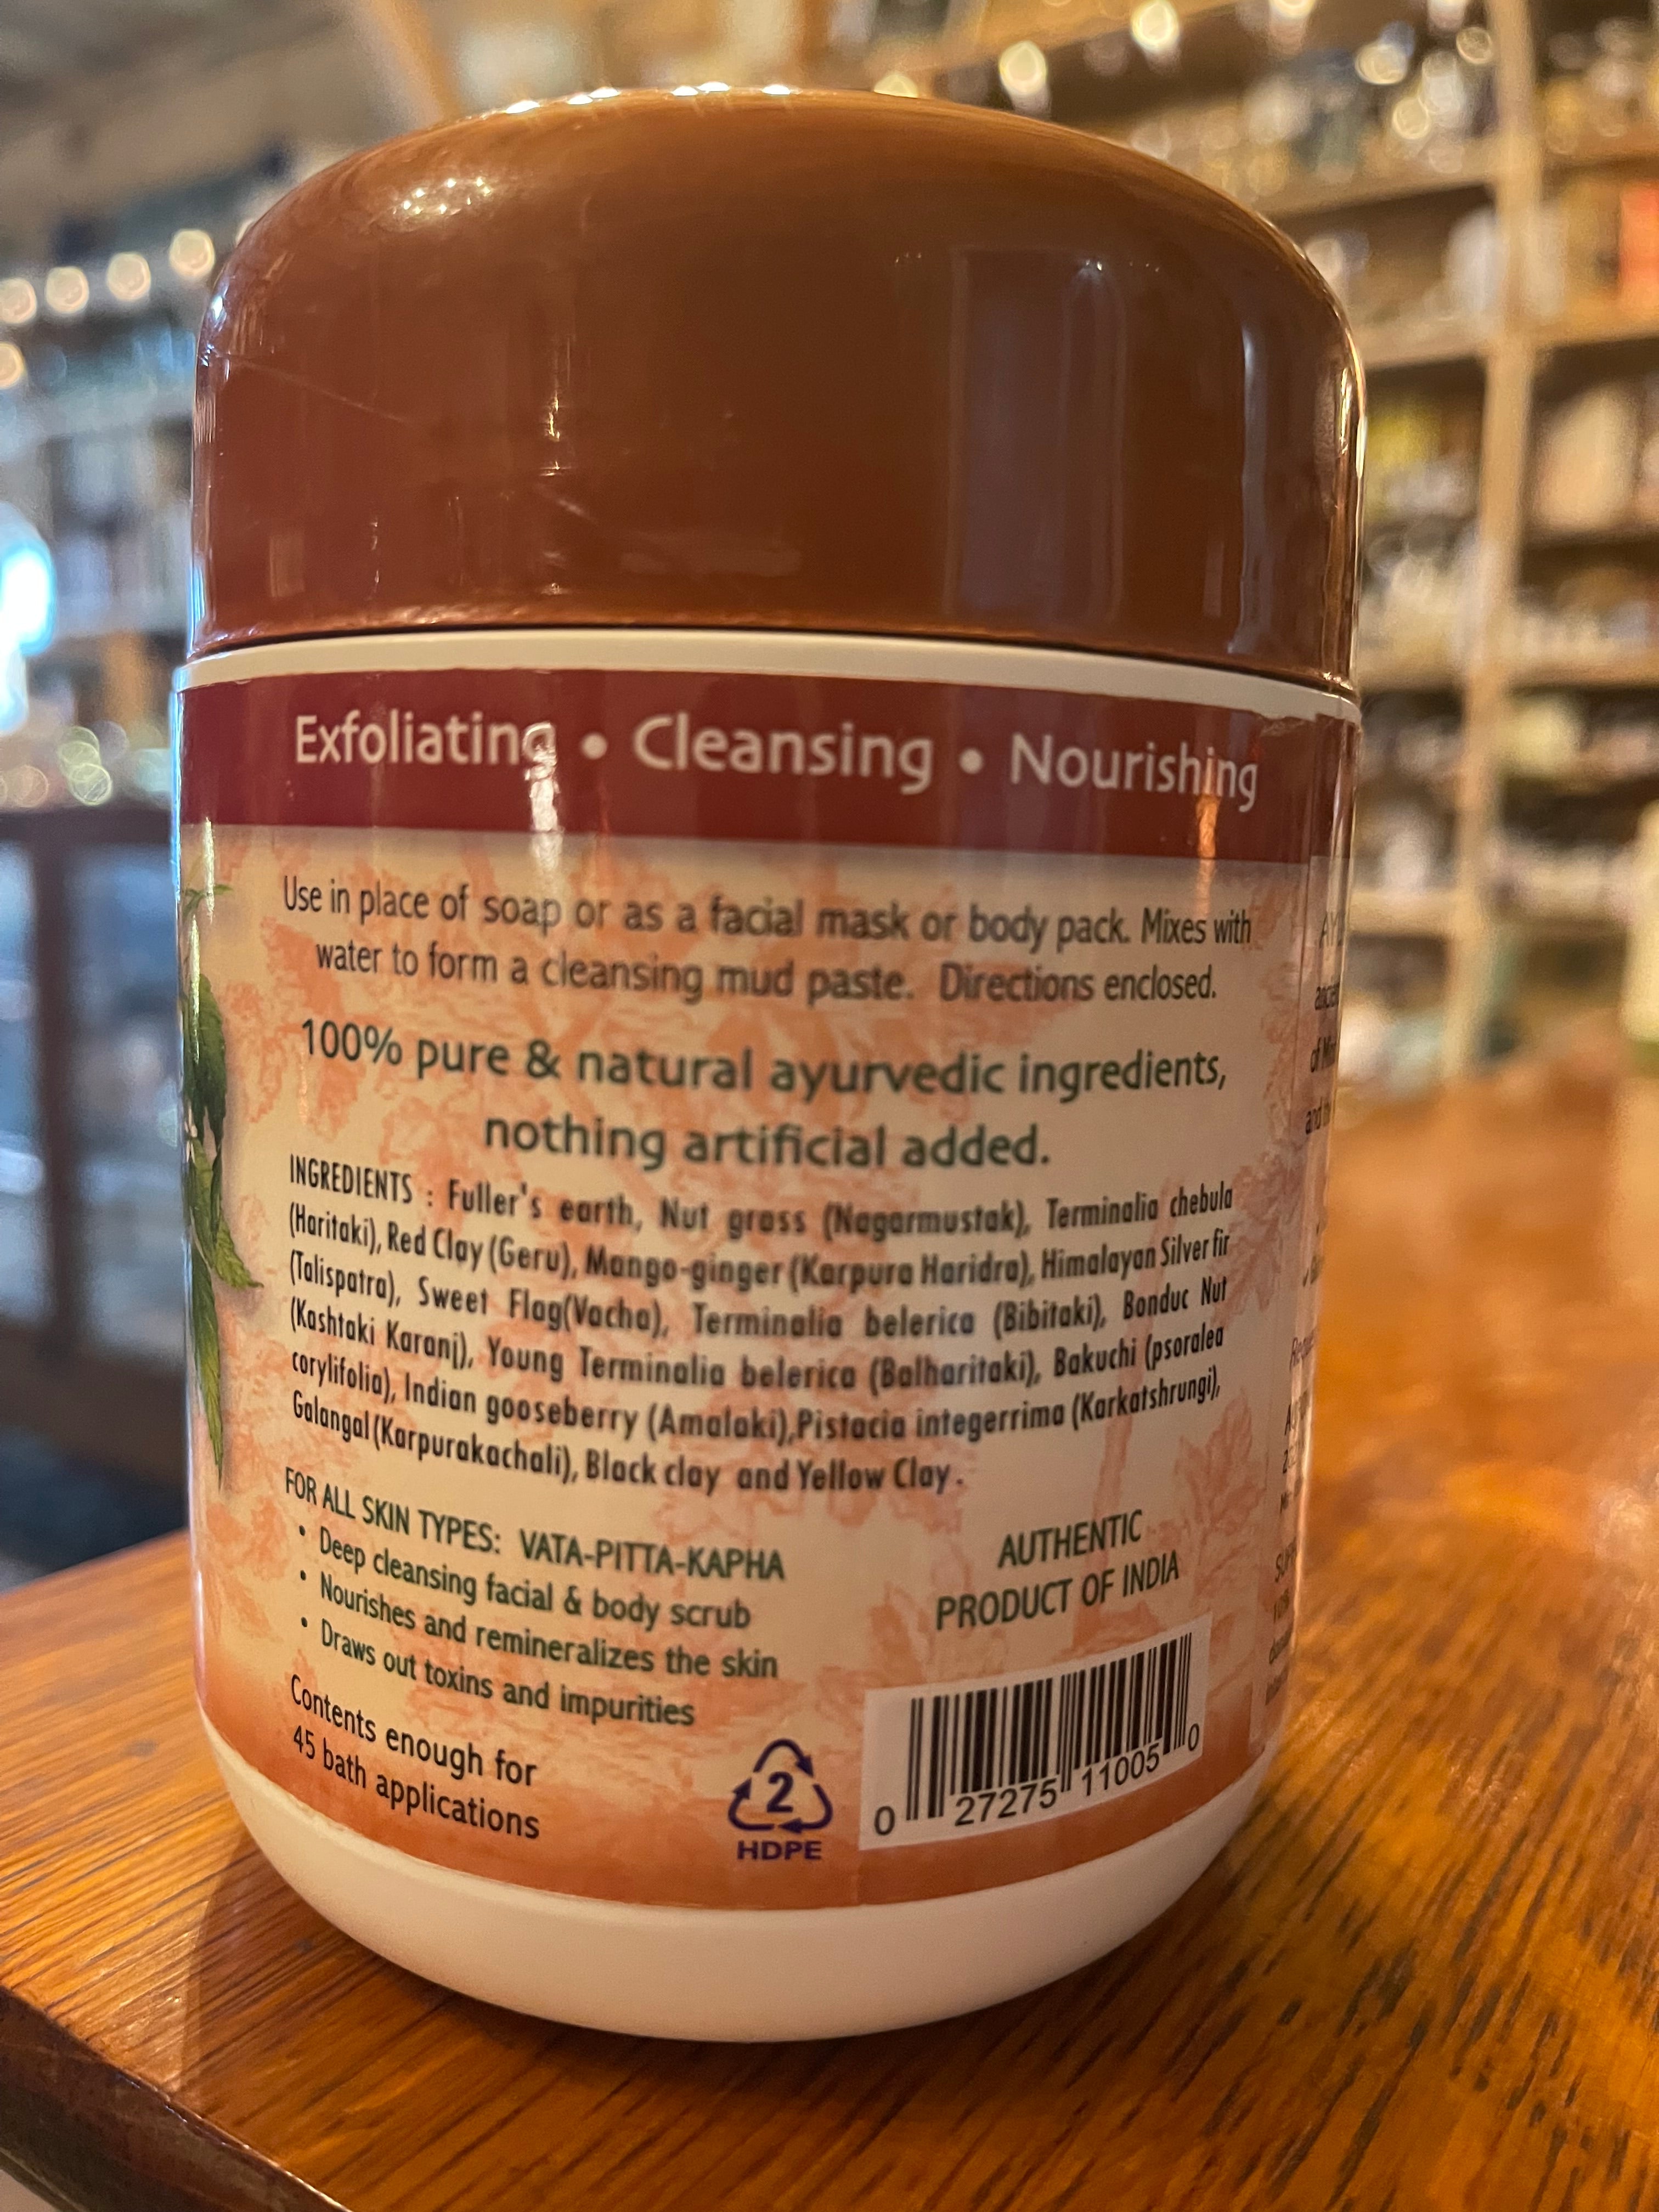 Exfoliating • Cleansing • Nourishing
Use in place of soap or as a facial mask or body pack. Mixes with
water to form a cleansing mud paste. Directions enclosed.
100% pure & natural ayurvedic ingredients,
nothing artificial added.
INGREDIENTS : Fuller's earth, Nut grass (Nagarmustak), Terminalia chebula
(Haritaki), Red Clay (Geru), Mango-ginger (Karpura Haridra), Himalayan Silver fir
(Talispatra), Sweet Flag(Vacha), Terminalia belerica (Bibitaki), Bonduc Nut
(Kashtaki Karanj), Young Terminalia belerica (Balharitaki), Bakuchi (psoralea
corylifolia), Indian gooseberry (Amalaki),Pistacia integerrima (Karkatshrungi),
Galangal (Karpurakachali), Black clay and Yellow Clay.
FOR ALL SKIN TYPES: VATA-PITTA-KAPHA
• Deep cleansing facial & body scrub
• Nourishes and remineralizes the skin
• Draws out toxins and impurities
Contents enough for
45 bath applications
AUTHENTIC
PRODUCT OF INDIA
2
HDPE
0 27275 11005 0